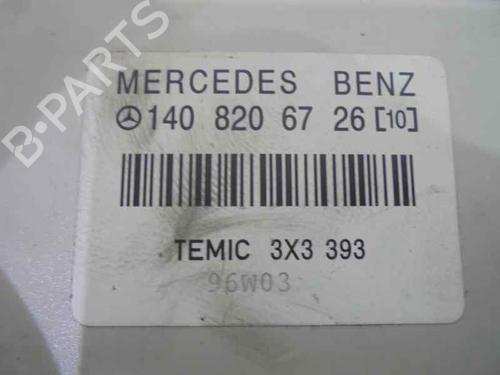 B-PARTS
MERCEDES BENZ
140 820 67 26 [10]
TEMIC 3X3 393
96W03